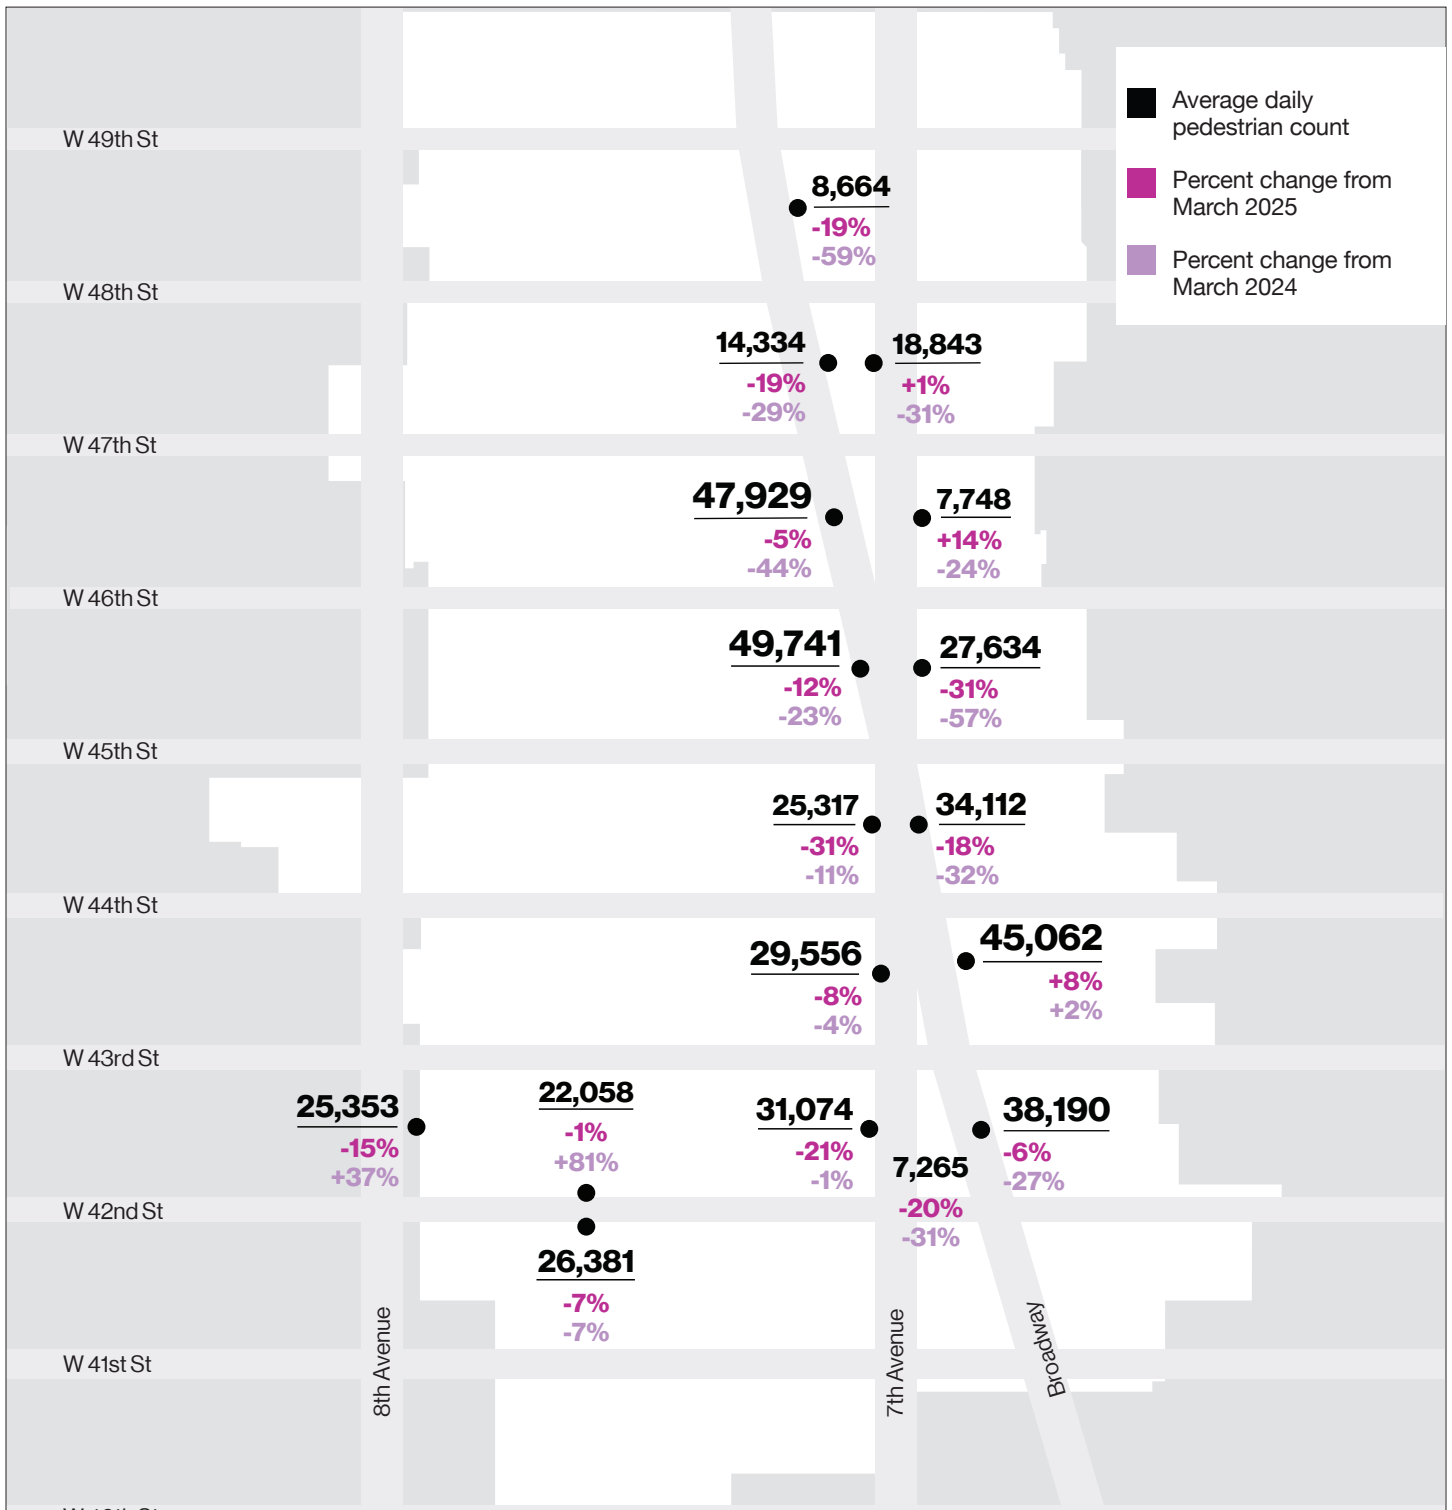 Average daily
pedestrian count
Percent change from
March 2025
Percent change from
March 2024
W 49th St
8,664
-19%
-59%
W 48th St
14,334
-19%
-29%
18,843
+1%
-31%
W 47th St
47,929
-5%
-44%
7,748
+14%
-24%
W 46th St
49,741
-12%
-23%
27,634
-31%
-57%
W 45th St
25,317
-31%
-11%
34,112
-18%
-32%
W 44th St
29,556
-8%
-4%
45,062
+8%
+2%
W 43rd St
25,353
-15%
+37%
22,058
-1%
+81%
31,074
-21%
-1%
7,265
-20%
-31%
38,190
-6%
-27%
W 42nd St
26,381
-7%
-7%
8th Avenue
7th Avenue
Broadway
W 41st St